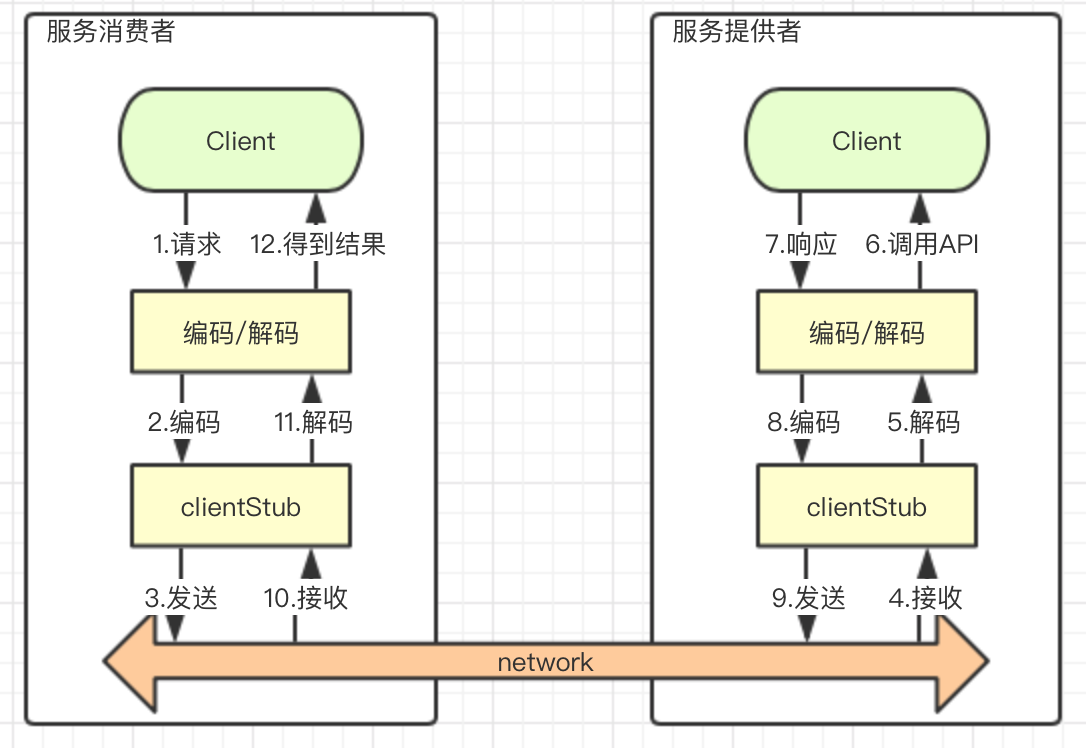 服务消费者
Client
1.请求
12.得到结果
编码/解码
2.编码
11.解码
clientStub
3.发送
10.接收
服务提供者
Client
7.响应
6.调用API
编码/解码
8.编码
5.解码
clientStub
9.发送
4.接收
network